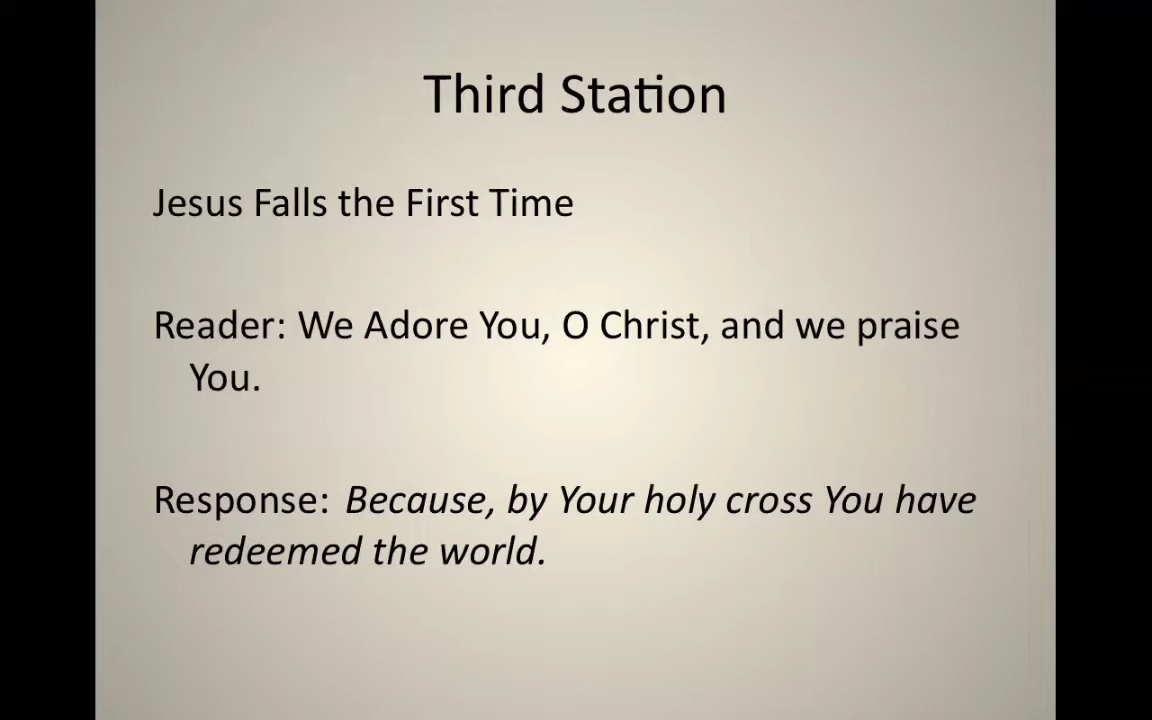 Third Station
Jesus Falls the First Time
Reader: We Adore You, O Christ, and we praise
You.
Response: Because, by Your holy cross You have
redeemed the world.